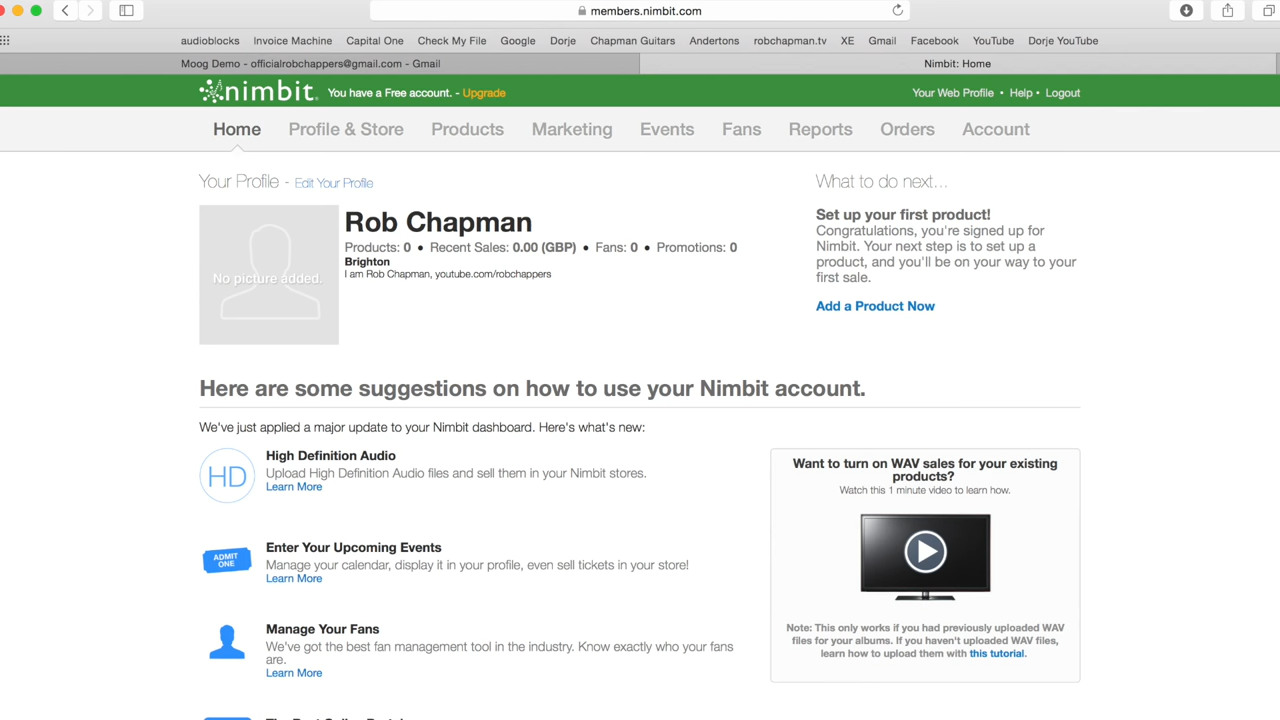 members.nimbit.com
audioblocks Invoice Machine Capital One Check My File Google Dorje Chapman Guitars Andertons robchapman.tv XE Gmail Facebook YouTube Dorje YouTube
Moog Demo - officialrobchappers@gmail.com - Gmail Nimbit: Home
nimbit. You have a Free account. - Upgrade Your Web Profile • Help • Logout
Home Profile & Store Products Marketing Events Fans Reports Orders Account
Your Profile - Edit Your Profile
No picture added.
Rob Chapman
Products: 0 • Recent Sales: 0.00 (GBP) • Fans: 0 • Promotions: 0
Brighton
I am Rob Chapman, youtube.com/robchappers
What to do next...
Set up your first product!
Congratulations, you're signed up for
Nimbit. Your next step is to set up a
product, and you'll be on your way to your
first sale.
Add a Product Now
Here are some suggestions on how to use your Nimbit account.
We've just applied a major update to your Nimbit dashboard. Here's what's new:
HD
High Definition Audio
Upload High Definition Audio files and sell them in your Nimbit stores.
Learn More
ADMIT
ONE
Enter Your Upcoming Events
Manage your calendar, display it in your profile, even sell tickets in your store!
Learn More
Manage Your Fans
We've got the best fan management tool in the industry. Know exactly who your fans
are.
Learn More
Want to turn on WAV sales for your existing
products?
Watch this 1 minute video to learn how.
Note: This only works if you had previously uploaded WAV
files for your albums. If you haven't uploaded WAV files,
learn how to upload them with this tutorial.